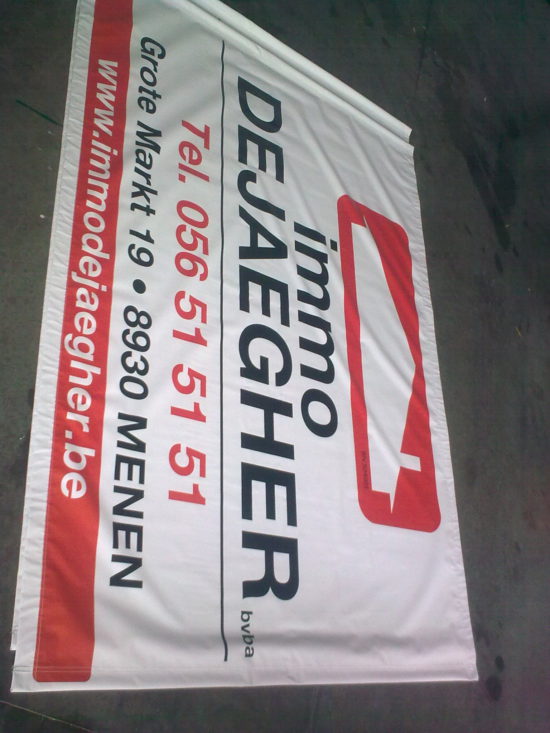 immo
DEJAEGHER bvba
Tel. 056 51 51 51
Grote Markt 19 • 8930 MENEN
www.immodejaegher.be